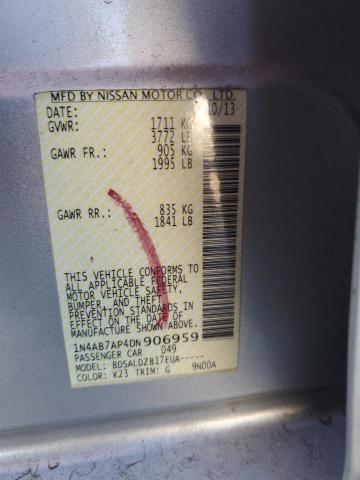 MFD BY NISSAN MOTOR CO., LTD.
DATE: 10/13
GVWR: 1711 KG
3772 LB
GAWR FR.: 905 KG
1995 LB
GAWR RR.: 835 KG
1841 LB
THIS VEHICLE CONFORMS TO
ALL APPLICABLE FEDERAL
MOTOR VEHICLE SAFETY,
BUMPER, AND THEFT
PREVENTION STANDARDS IN
EFFECT ON THE DATE OF
MANUFACTURE SHOWN ABOVE.
1N4AB7AP4DN906959
PASSENGER CAR 049
MODEL: BDSALDZB17EUA-----
COLOR: K23 TRIM: G 9N00A